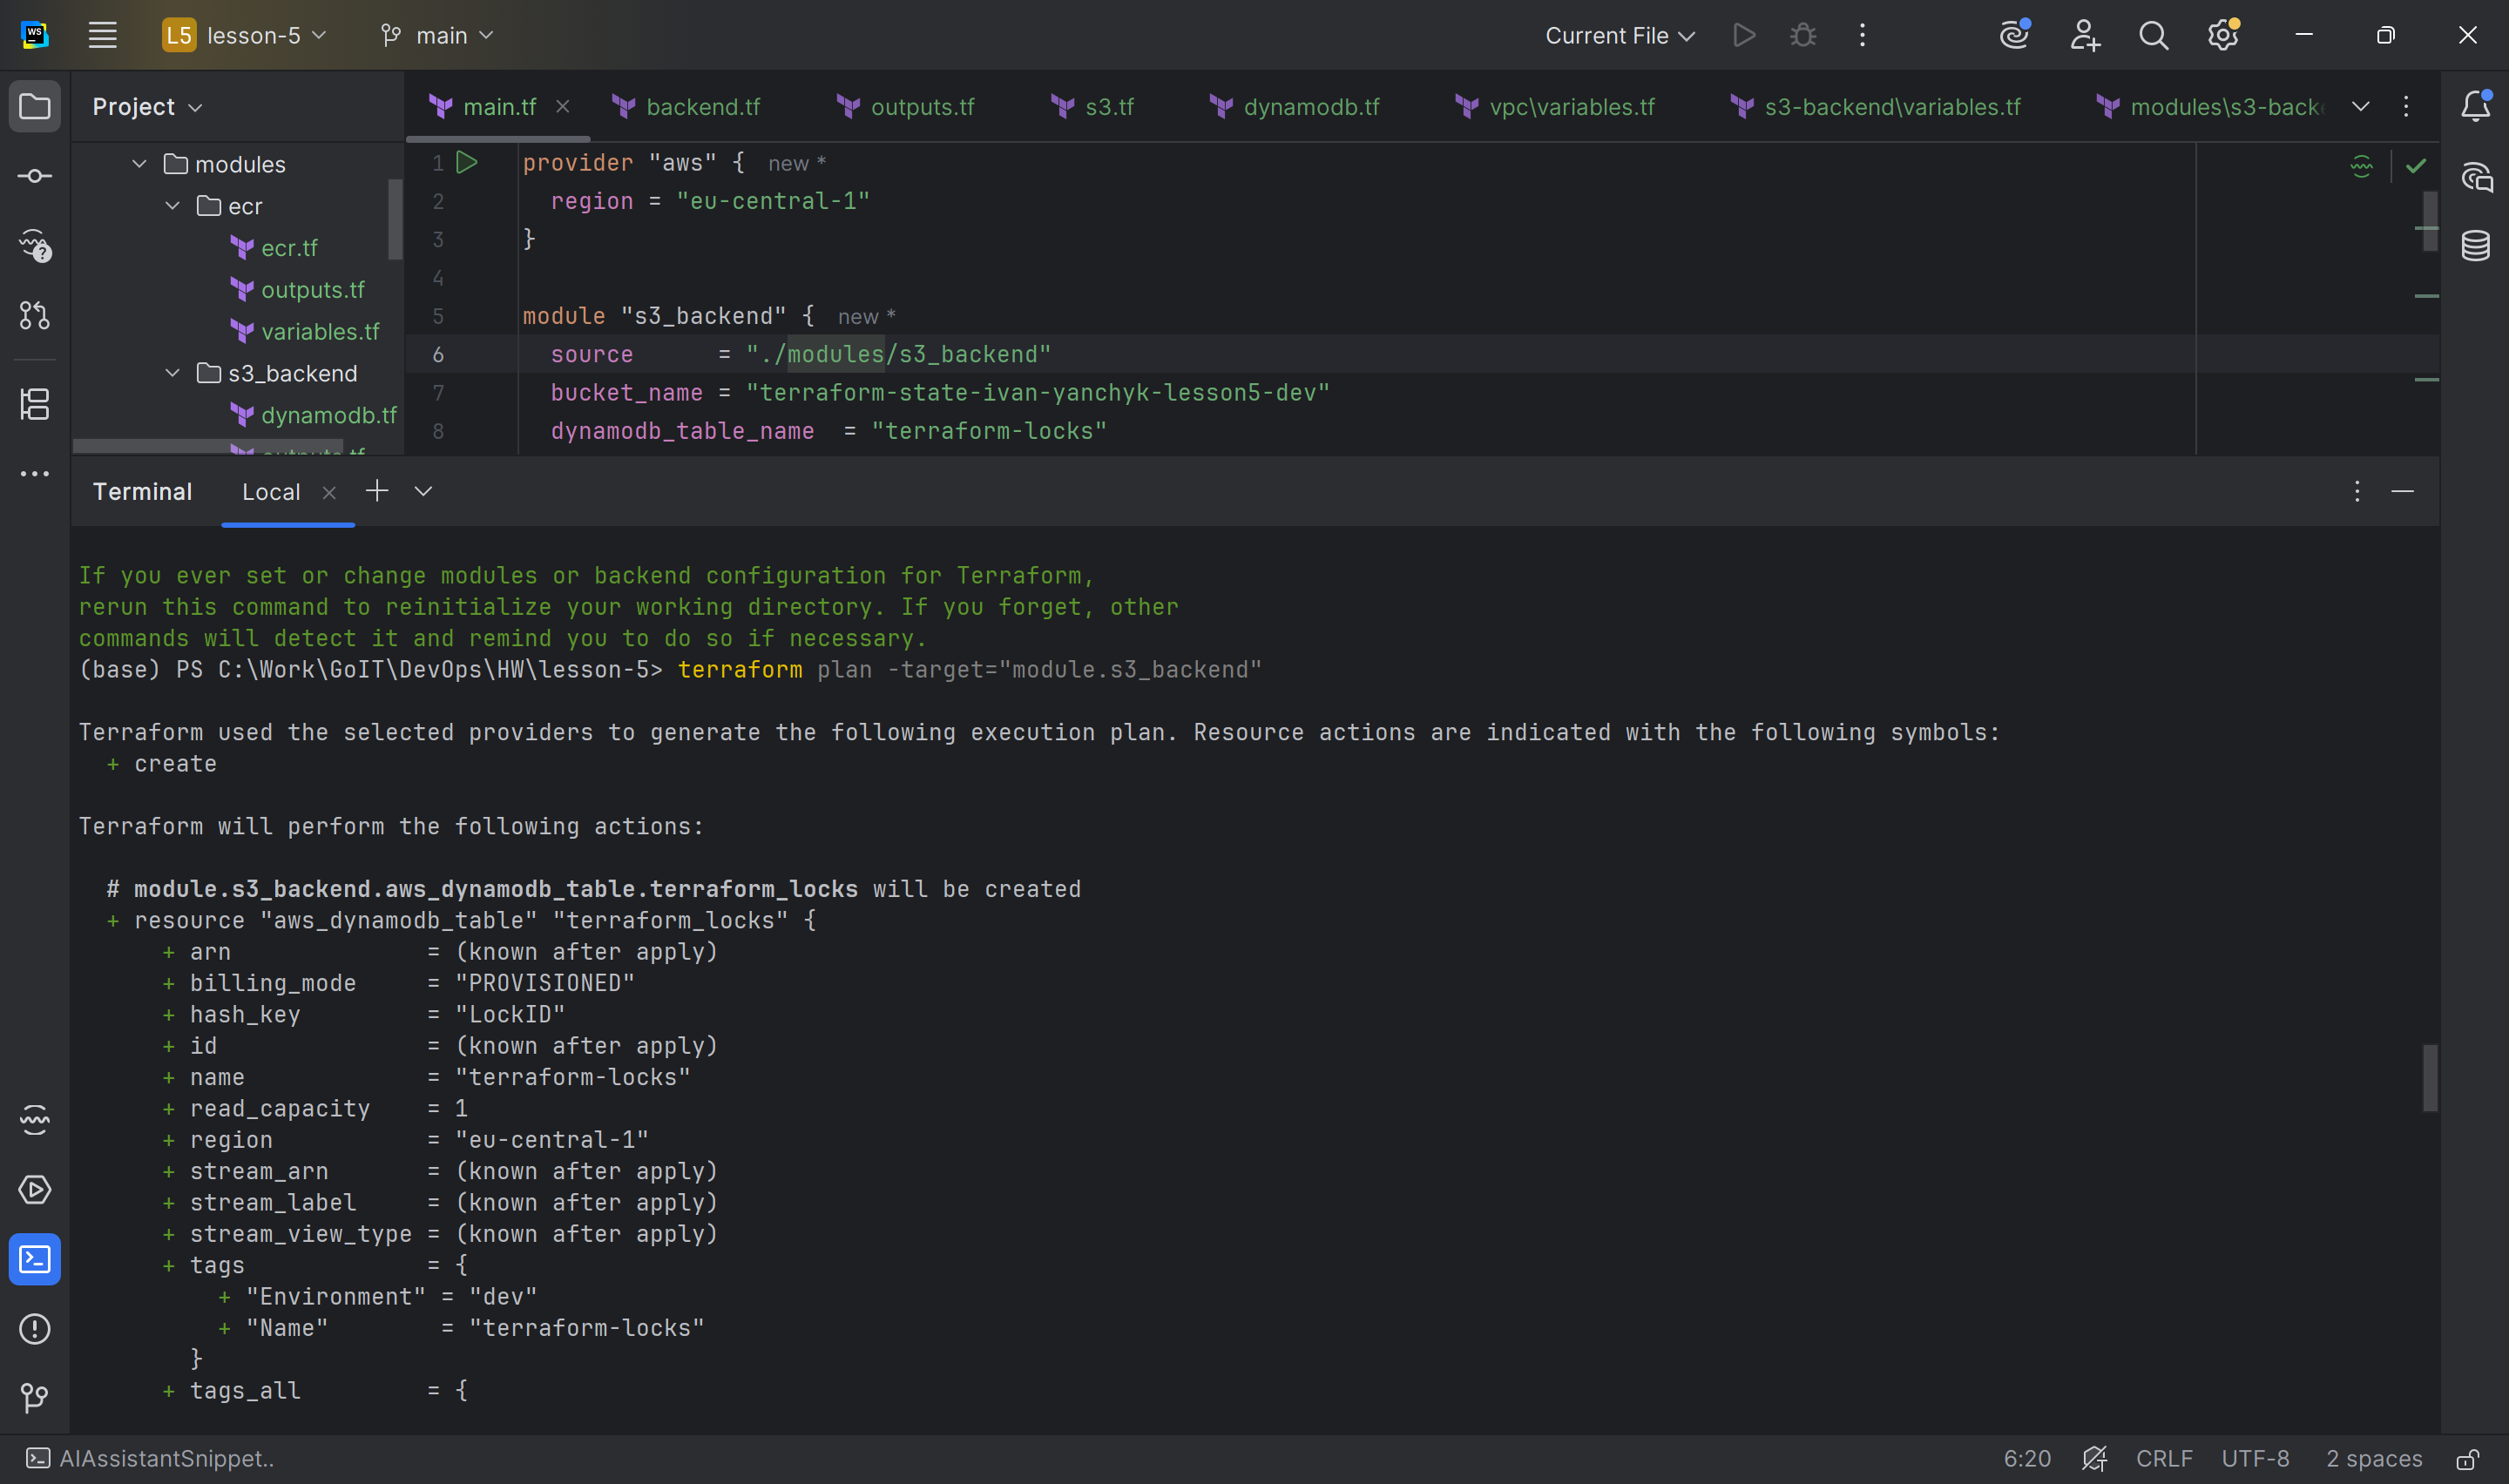 WS
L5 lesson-5 main Current File
Project
main.tf backend.tf outputs.tf s3.tf dynamodb.tf vpc\variables.tf s3-backend\variables.tf modules\s3-back
modules
ecr
ecr.tf
outputs.tf
variables.tf
s3_backend
dynamodb.tf
outputs.tf
1 provider "aws" { new *
2 region = "eu-central-1"
3 }
4
5 module "s3_backend" { new *
6 source = "./modules/s3_backend"
7 bucket_name = "terraform-state-ivan-yanchyk-lesson5-dev"
8 dynamodb_table_name = "terraform-locks"
Terminal Local
If you ever set or change modules or backend configuration for Terraform,
rerun this command to reinitialize your working directory. If you forget, other
commands will detect it and remind you to do so if necessary.
(base) PS C:\Work\GoIT\DevOps\HW\lesson-5> terraform plan -target="module.s3_backend"
Terraform used the selected providers to generate the following execution plan. Resource actions are indicated with the following symbols:
+ create
Terraform will perform the following actions:
# module.s3_backend.aws_dynamodb_table.terraform_locks will be created
+ resource "aws_dynamodb_table" "terraform_locks" {
+ arn = (known after apply)
+ billing_mode = "PROVISIONED"
+ hash_key = "LockID"
+ id = (known after apply)
+ name = "terraform-locks"
+ read_capacity = 1
+ region = "eu-central-1"
+ stream_arn = (known after apply)
+ stream_label = (known after apply)
+ stream_view_type = (known after apply)
+ tags = {
+ "Environment" = "dev"
+ "Name" = "terraform-locks"
}
+ tags_all = {
AIAssistantSnippet.. 6:20 CRLF UTF-8 2 spaces